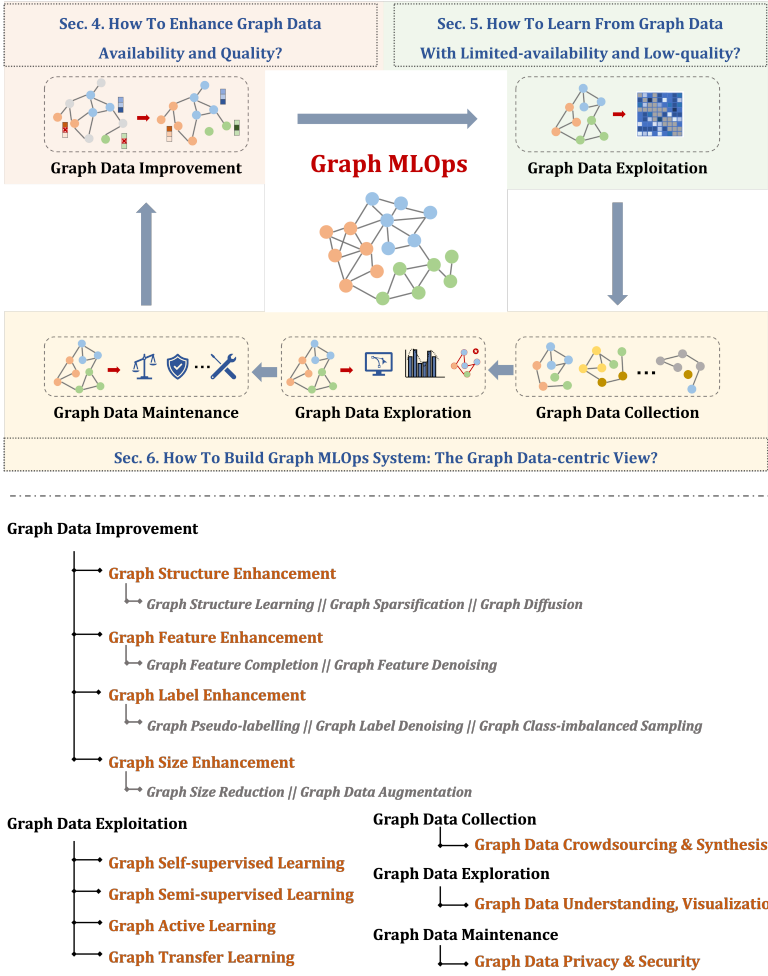 Sec. 4. How To Enhance Graph Data
Availability and Quality?
Sec. 5. How To Learn From Graph Data
With Limited-availability and Low-quality?
Graph Data Improvement
Graph MLOps
Graph Data Exploitation
Graph Data Maintenance
Graph Data Exploration
Graph Data Collection
Sec. 6. How To Build Graph MLOps System: The Graph Data-centric View?
Graph Data Improvement
Graph Structure Enhancement
Graph Structure Learning || Graph Sparsification || Graph Diffusion
Graph Feature Enhancement
Graph Feature Completion || Graph Feature Denoising
Graph Label Enhancement
Graph Pseudo-labelling || Graph Label Denoising || Graph Class-imbalanced Sampling
Graph Size Enhancement
Graph Size Reduction || Graph Data Augmentation
Graph Data Exploitation
Graph Self-supervised Learning
Graph Semi-supervised Learning
Graph Active Learning
Graph Transfer Learning
Graph Data Collection
Graph Data Crowdsourcing & Synthesis
Graph Data Exploration
Graph Data Understanding, Visualizatio
Graph Data Maintenance
Graph Data Privacy & Security